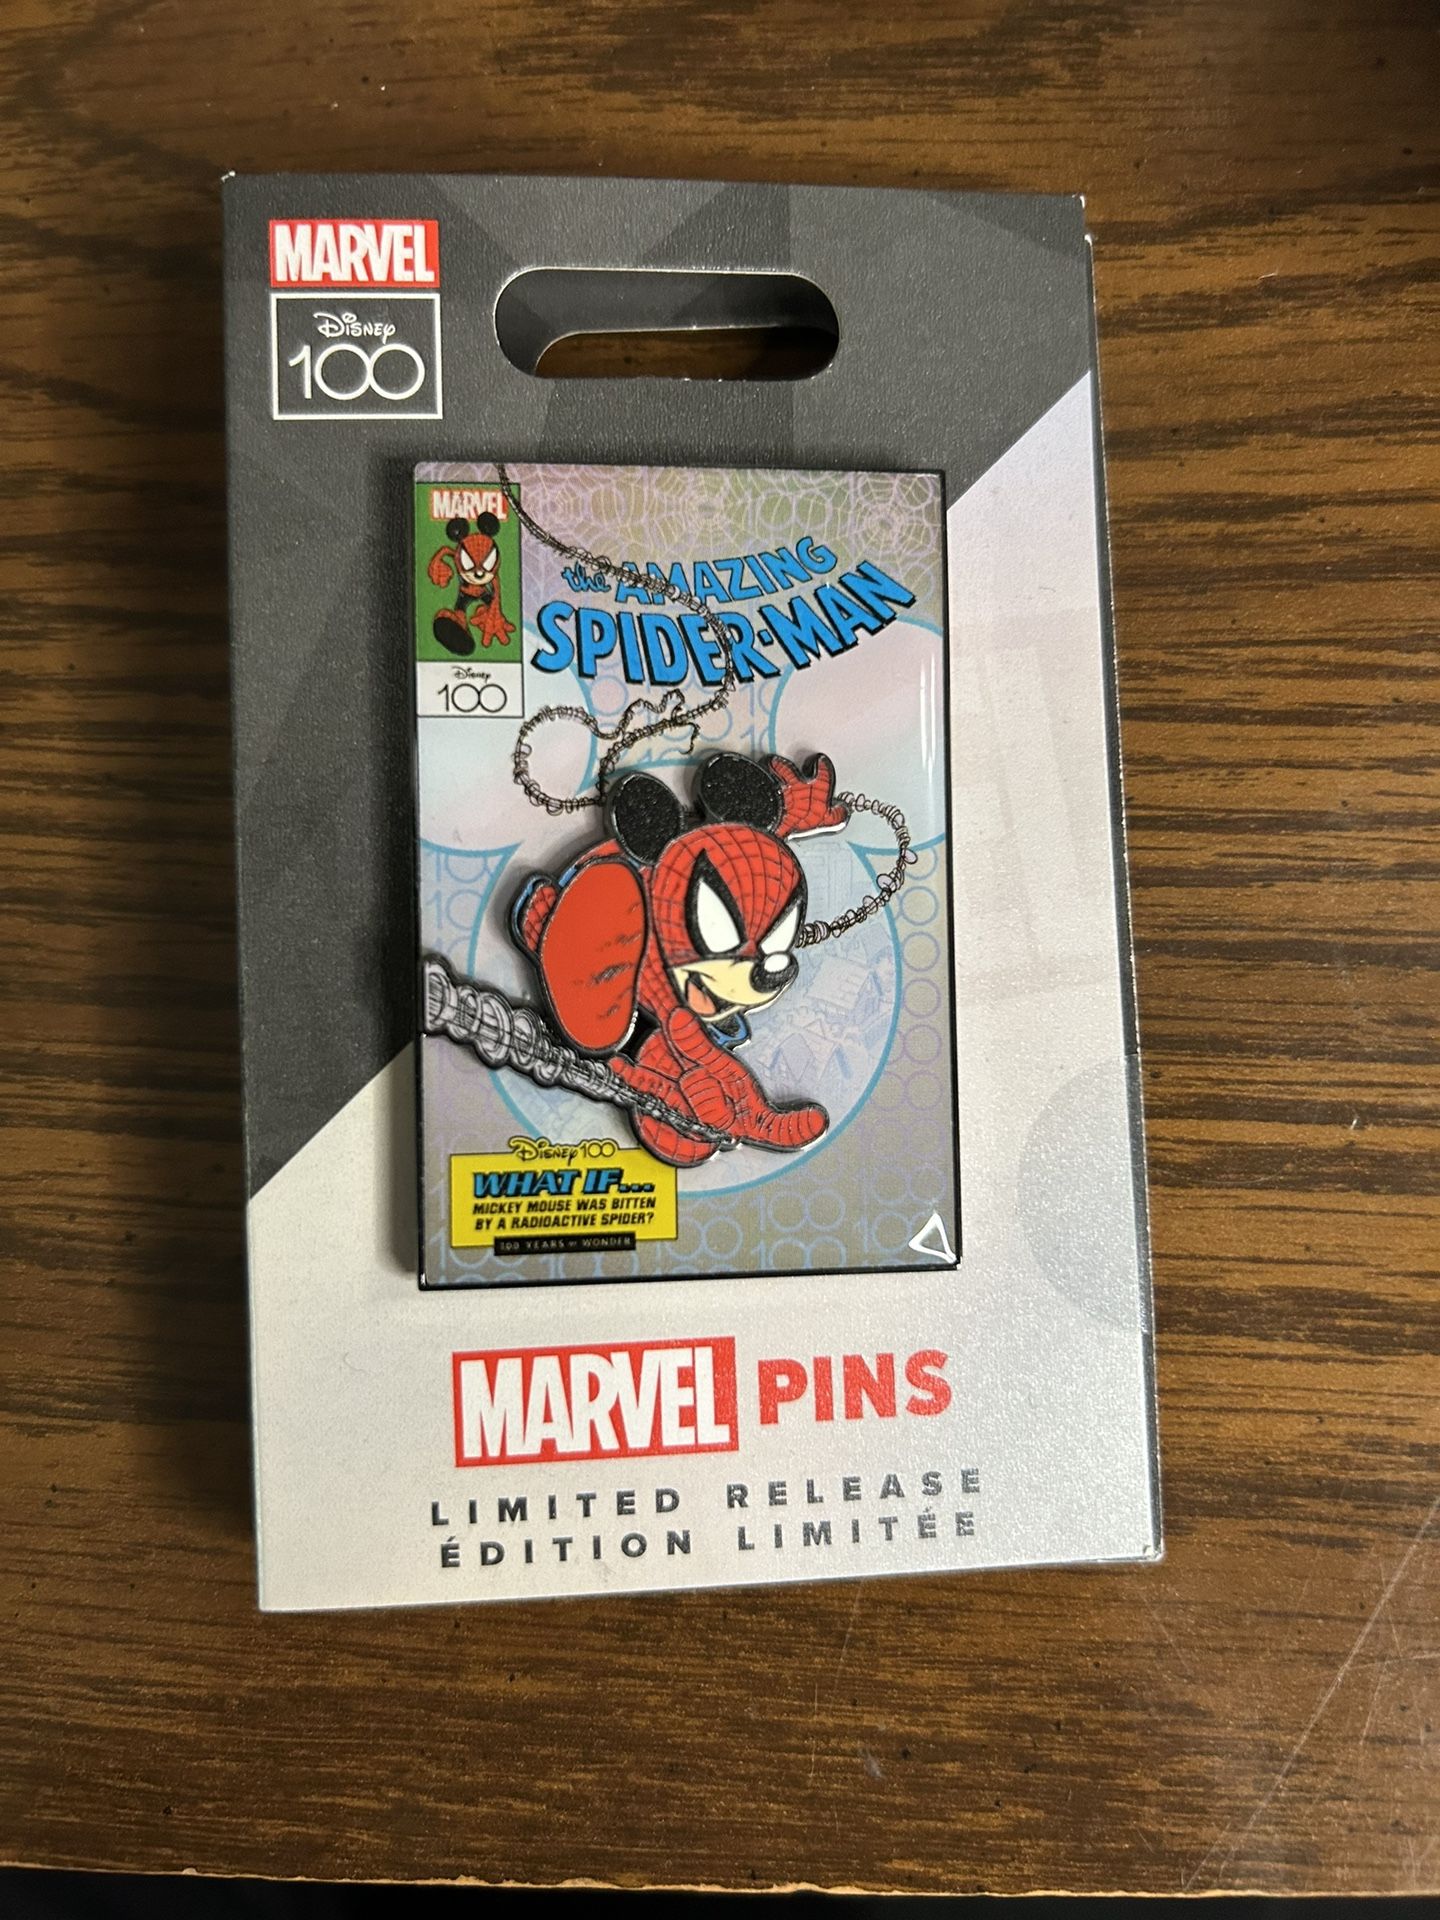 MARVEL
Disney
100
MARVEL
the AMAZING
SPIDER-MAN
Disney
100
Disney100
WHAT IF...
MICKEY MOUSE WAS BITTEN
BY A RADIOACTIVE SPIDER?
100 YEARS OF WONDER
MARVEL PINS
LIMITED RELEASE
ÉDITION LIMITÉE